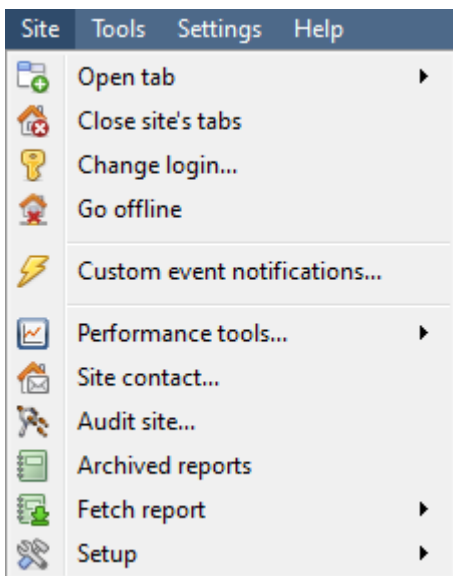 Site Tools Settings Help
Open tab
Close site's tabs
Change login...
Go offline
Custom event notifications...
Performance tools...
Site contact...
Audit site...
Archived reports
Fetch report
Setup